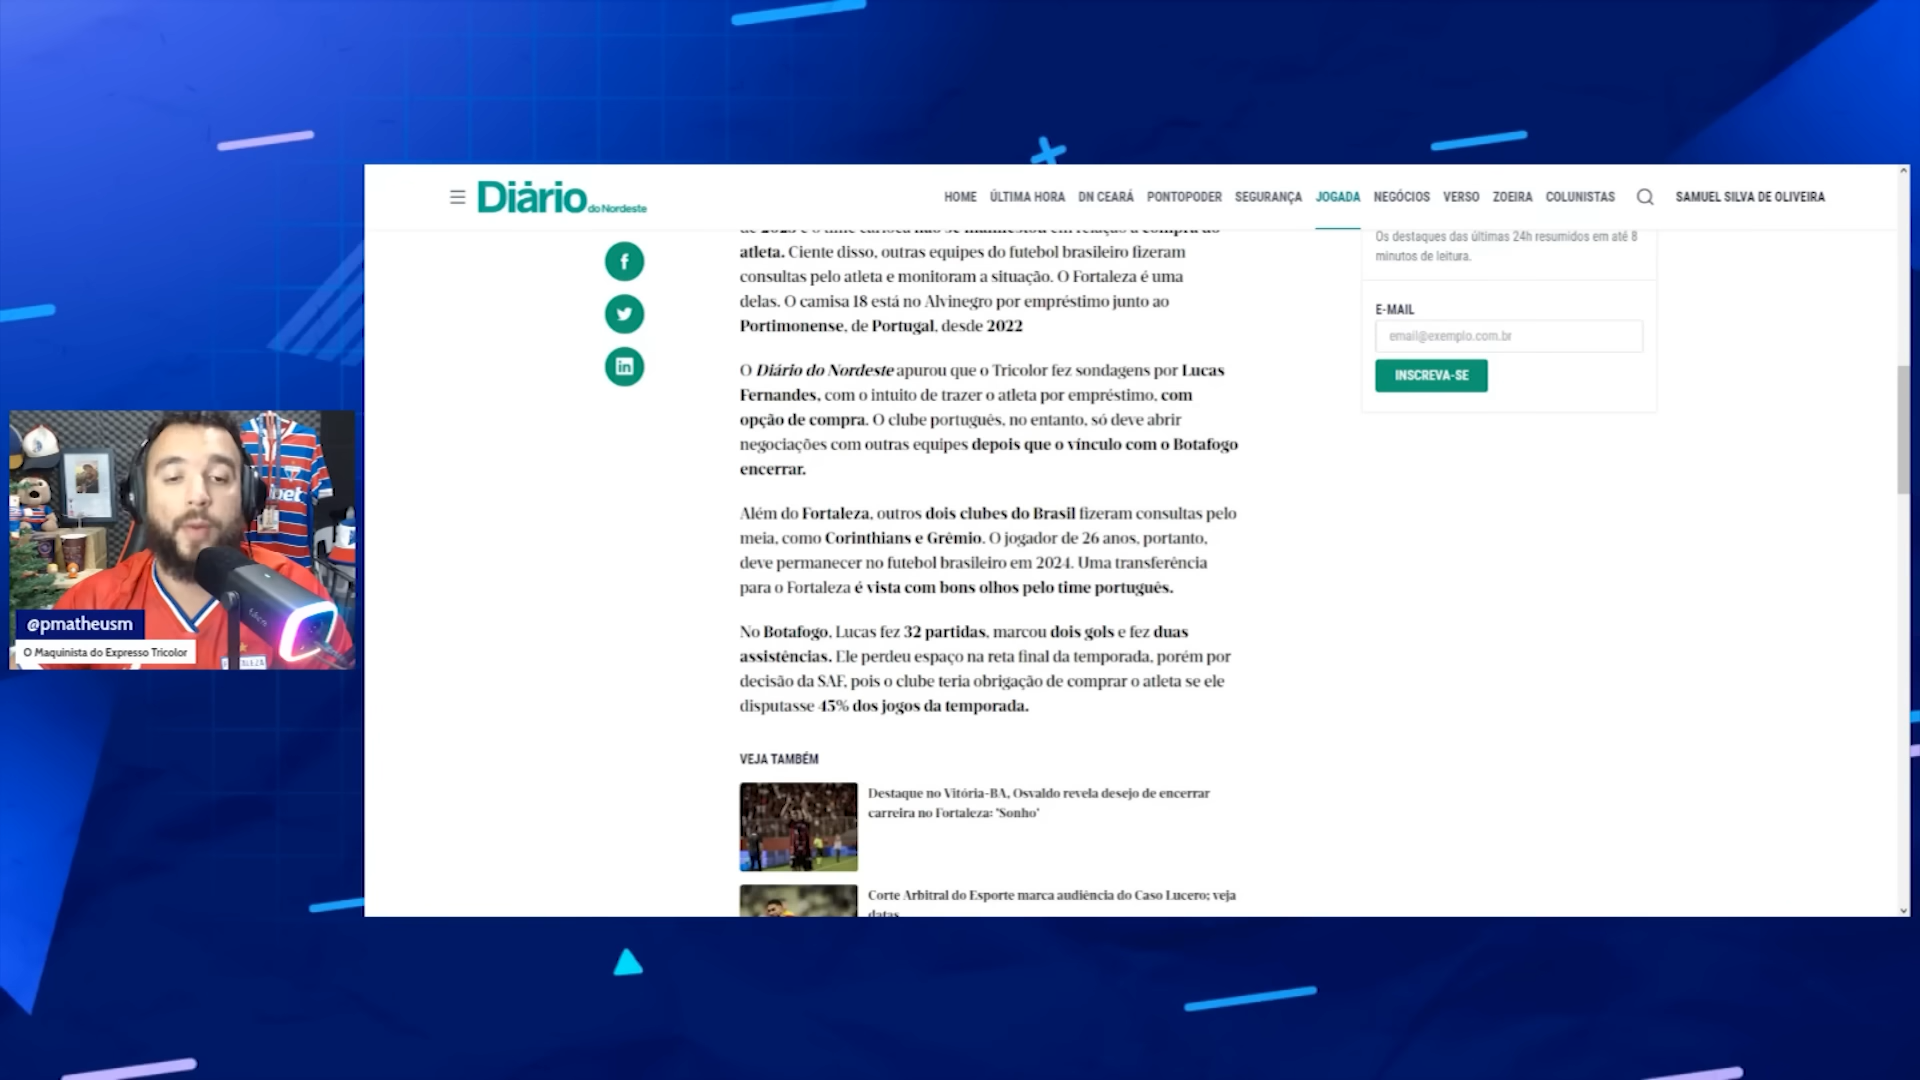 Diário do Nordeste
HOME ÚLTIMA HORA DN CEARÁ PONTOPODER SEGURANÇA JOGADA NEGÓCIOS VERSO ZOEIRA COLUNISTAS SAMUEL SILVA DE OLIVEIRA
atleta. Ciente disso, outras equipes do futebol brasileiro fizeram
consultas pelo atleta e monitoram a situação. O Fortaleza é uma
delas. O camisa 18 está no Alvinegro por empréstimo junto ao
Portimonense, de Portugal, desde 2022
O Diário do Nordeste apurou que o Tricolor fez sondagens por Lucas
Fernandes, com o intuito de trazer o atleta por empréstimo, com
opção de compra. O clube português, no entanto, só deve abrir
negociações com outras equipes depois que o vínculo com o Botafogo
encerrar.
Além do Fortaleza, outros dois clubes do Brasil fizeram consultas pelo
meia, como Corinthians e Grêmio. O jogador de 26 anos, portanto,
deve permanecer no futebol brasileiro em 2024. Uma transferência
para o Fortaleza é vista com bons olhos pelo time português.
No Botafogo, Lucas fez 32 partidas, marcou dois gols e fez duas
assistências. Ele perdeu espaço na reta final da temporada, porém por
decisão da SAF, pois o clube teria obrigação de comprar o atleta se ele
disputasse 45% dos jogos da temporada.
VEJA TAMBÉM
Destaque no Vitória-BA, Osvaldo revela desejo de encerrar
carreira no Fortaleza: "Sonho"
Corte Arbitral do Esporte marca audiência do Caso Lucero; veja
datas
Os destaques das últimas 24h resumidos em até 8
minutos de leitura.
E-MAIL
email@exemplo.com.br
INSCREVA-SE
@pmatheusm
O Maquinista do Expresso Tricolor